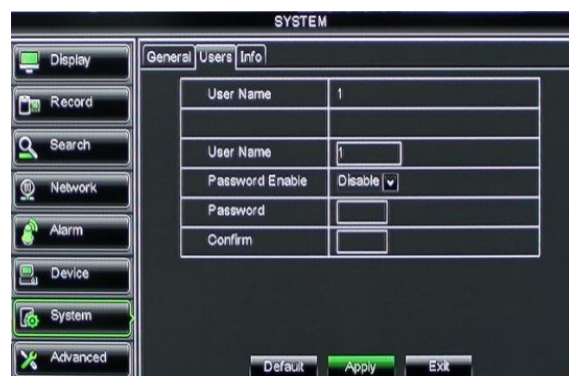 SYSTEM
Display
Record
Search
Network
Alarm
Device
System
Advanced
General Users Info
User Name 1
User Name 1
Password Enable Disable
Password
Confirm
Default Apply Exit